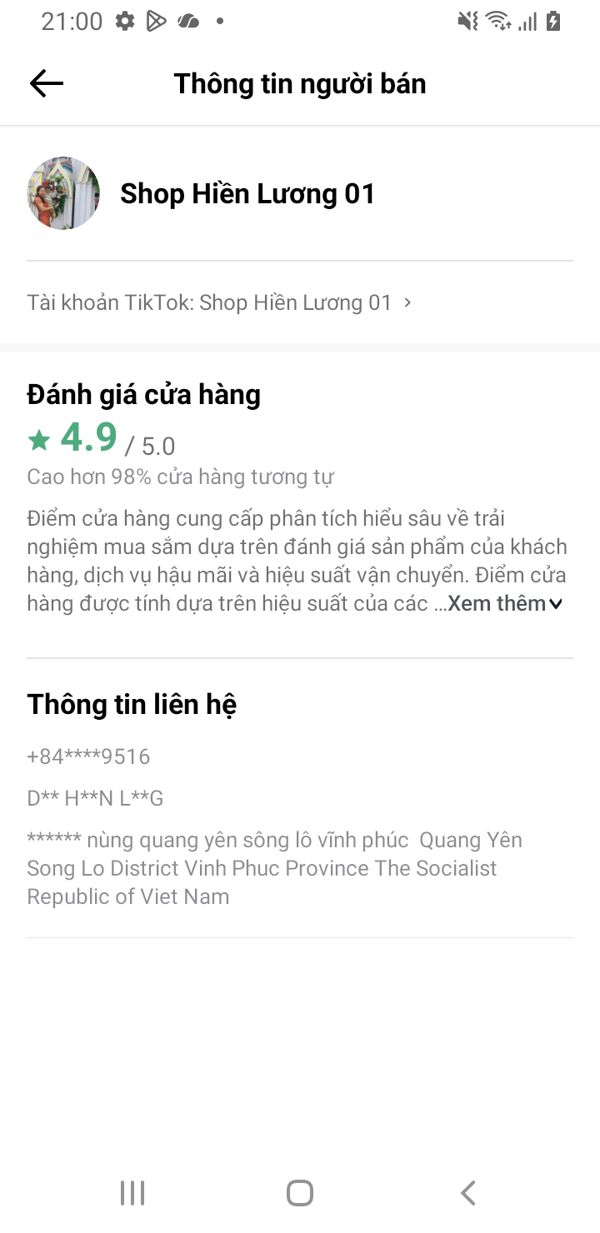 21:00
Thông tin người bán
Shop Hiền Lương 01
Tài khoản TikTok: Shop Hiền Lương 01 >
Đánh giá cửa hàng
4.9 / 5.0
Cao hơn 98% cửa hàng tương tự
Điểm cửa hàng cung cấp phân tích hiểu sâu về trải
nghiệm mua sắm dựa trên đánh giá sản phẩm của khách
hàng, dịch vụ hậu mãi và hiệu suất vận chuyển. Điểm cửa
hàng được tính dựa trên hiệu suất của các ...Xem thêm
Thông tin liên hệ
+84****9516
D** H**N L**G
****** nùng quang yên sông lô vĩnh phúc  Quang Yên
Song Lo District Vinh Phuc Province The Socialist
Republic of Viet Nam